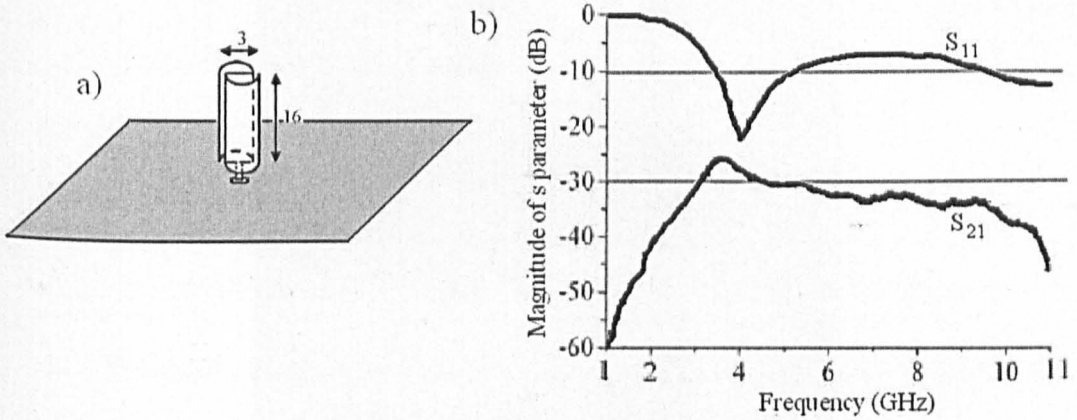 a)
3
16
b)
Magnitude of s parameter (dB)
0
-10
-20
-30
-40
-50
-60
S11
S21
1 2 4 6 8 10 11
Frequency (GHz)